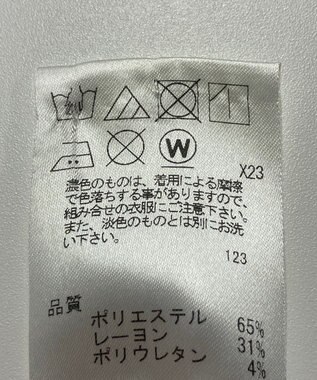 W
X23
濃色のものは、着用による摩擦
で色落ちする事がありますので、
組み合せの衣服にご注意下さい。
また、淡色のものとは別にお洗
い下さい。
123
品質
ポリエステル 65%
レーヨン 31%
ポリウレタン 4%